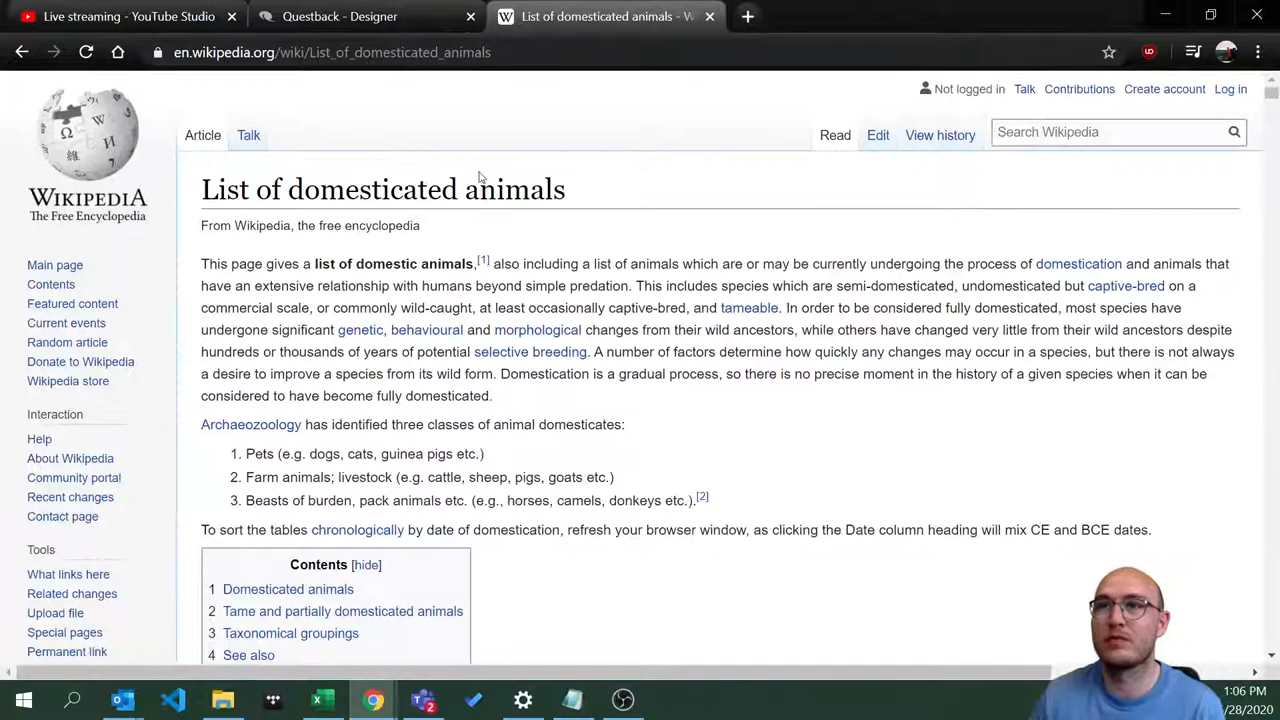 Live streaming - YouTube Studio
Questback - Designer
List of domesticated animals - W
en.wikipedia.org/wiki/List_of_domesticated_animals
Not logged in Talk Contributions Create account Log in
Article Talk Read Edit View history Search Wikipedia
WIKIPEDIA
The Free Encyclopedia
Main page
Contents
Featured content
Current events
Random article
Donate to Wikipedia
Wikipedia store
Interaction
Help
About Wikipedia
Community portal
Recent changes
Contact page
Tools
What links here
Related changes
Upload file
Special pages
Permanent link
List of domesticated animals
From Wikipedia, the free encyclopedia
This page gives a list of domestic animals,[1] also including a list of animals which are or may be currently undergoing the process of domestication and animals that
have an extensive relationship with humans beyond simple predation. This includes species which are semi-domesticated, undomesticated but captive-bred on a
commercial scale, or commonly wild-caught, at least occasionally captive-bred, and tameable. In order to be considered fully domesticated, most species have
undergone significant genetic, behavioural and morphological changes from their wild ancestors, while others have changed very little from their wild ancestors despite
hundreds or thousands of years of potential selective breeding. A number of factors determine how quickly any changes may occur in a species, but there is not always
a desire to improve a species from its wild form. Domestication is a gradual process, so there is no precise moment in the history of a given species when it can be
considered to have become fully domesticated.
Archaeozoology has identified three classes of animal domesticates:
1. Pets (e.g. dogs, cats, guinea pigs etc.)
2. Farm animals; livestock (e.g. cattle, sheep, pigs, goats etc.)
3. Beasts of burden, pack animals etc. (e.g., horses, camels, donkeys etc.).[2]
To sort the tables chronologically by date of domestication, refresh your browser window, as clicking the Date column heading will mix CE and BCE dates.
Contents [hide]
1 Domesticated animals
2 Tame and partially domesticated animals
3 Taxonomical groupings
4 See also
1:06 PM
/28/2020